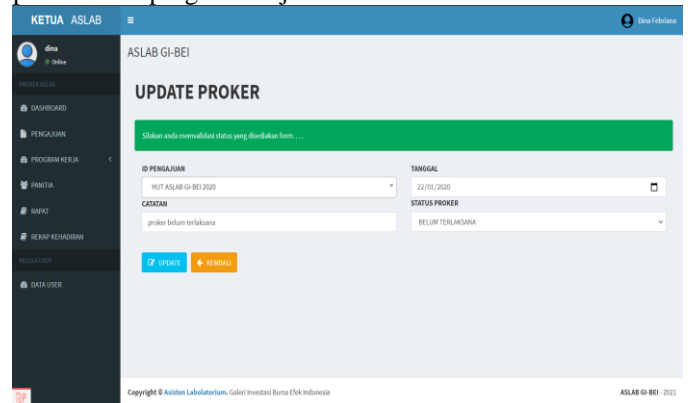 KETUA ASLAB
Dina Febriana
dina
Online
ASLAB GI-BEI
PROKER ASLAB
UPDATE PROKER
DASHBOARD
PENGAJUAN
Silakan anda memvalidasi status yang disediakan form. . . .
PROGRAM KERJA
ID PENGAJUAN
TANGGAL
PANITIA
HUT ASLAB GI-BEI 2020
22/01/2020
CATATAN
STATUS PROKER
RAPAT
proker belum terlaksana
BELUM TERLAKSANA
REKAP KEHADIRAN
KELOLA USER
UPDATE
KEMBALI
DATA USER
Copyright © Asisten Labolatorium. Galeri Investasi Bursa Efek Indonesia
ASLAB GI-BEI - 2021